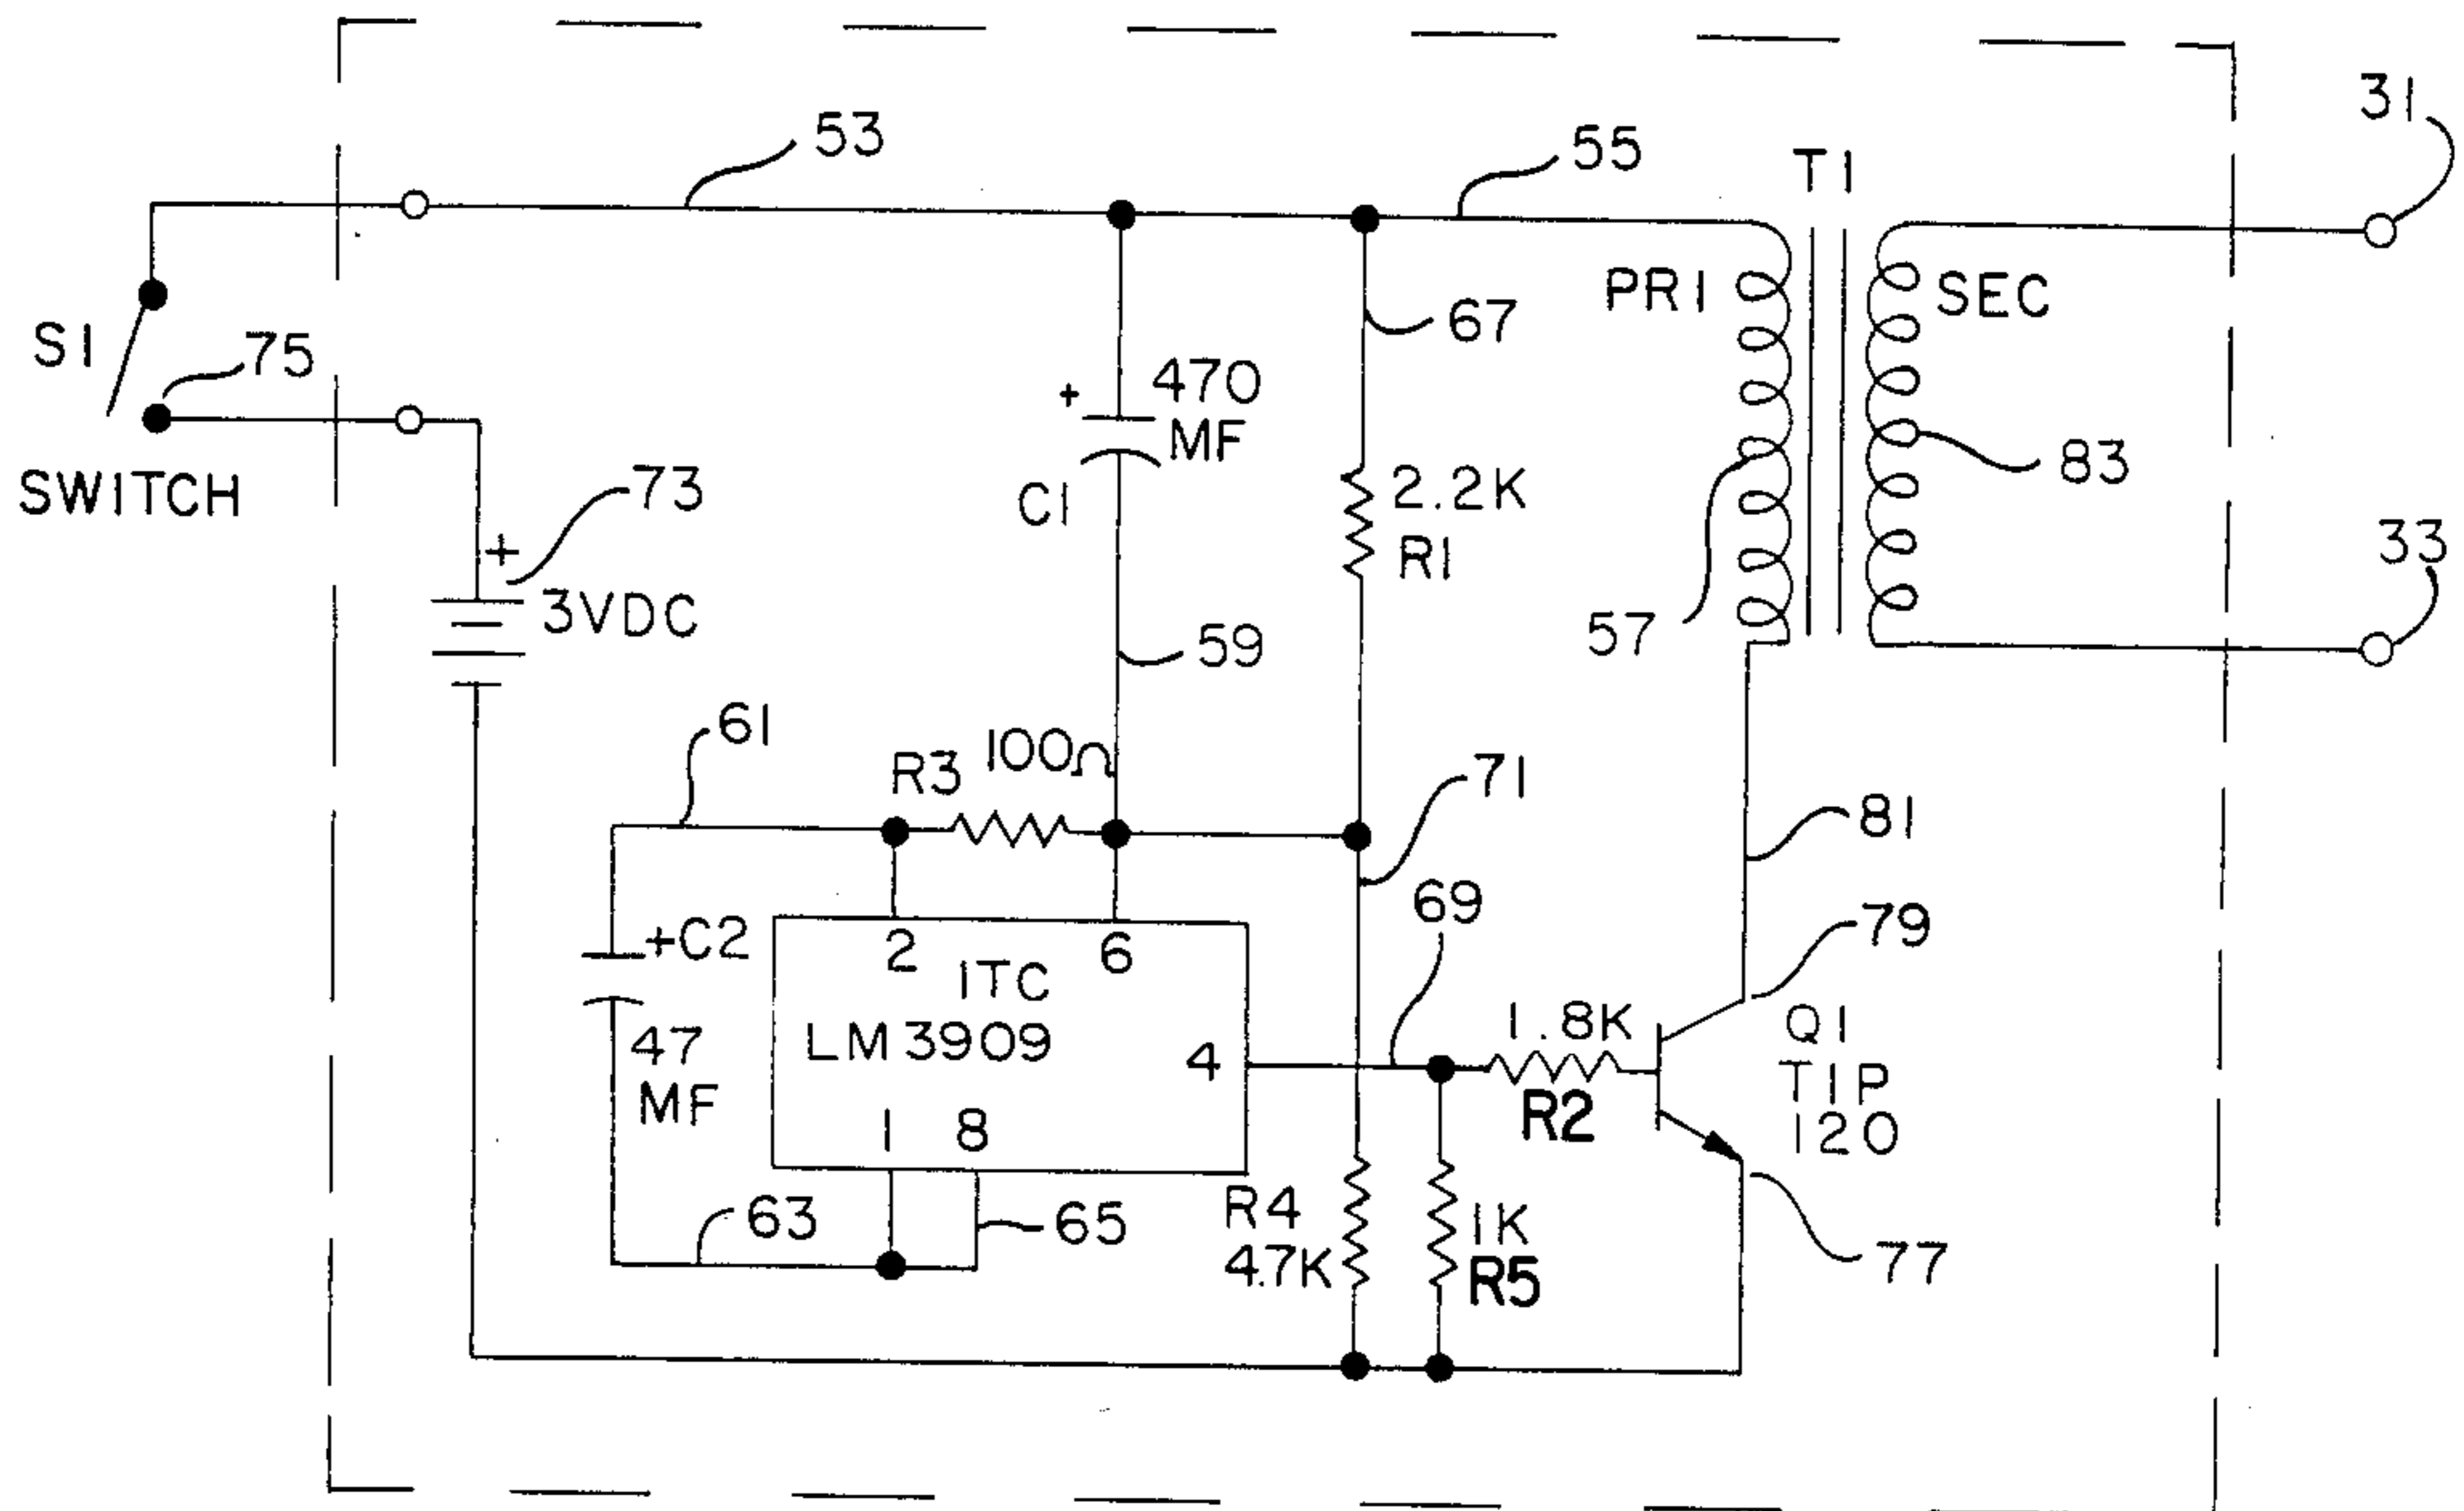 31
53
55
T1
PRI
SEC
67
S1
75
470
MF
+
83
SWITCH
73
2.2K
C1
R1
33
+
3VDC
57
59
61
R3
100Ω
71
81
69
+C2
2
6
79
ITC
LM3909
1.8K
Q1
47
MF
4
TIP
120
R2
1
8
63
65
R4
4.7K
1K
R5
77